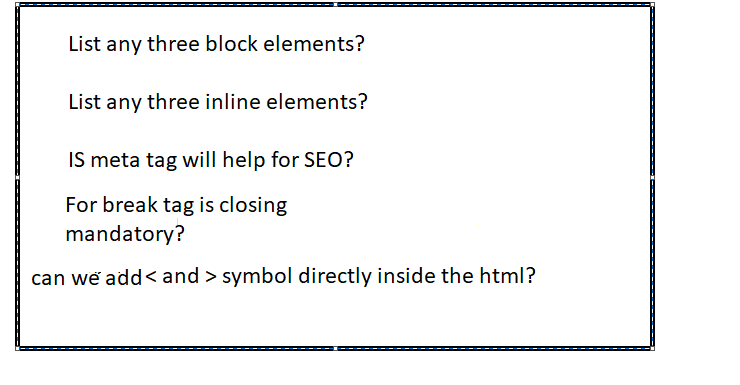 List any three block elements?
List any three inline elements?
IS meta tag will help for SEO?
For break tag is closing
mandatory?
can we add< and > symbol directly inside the html?